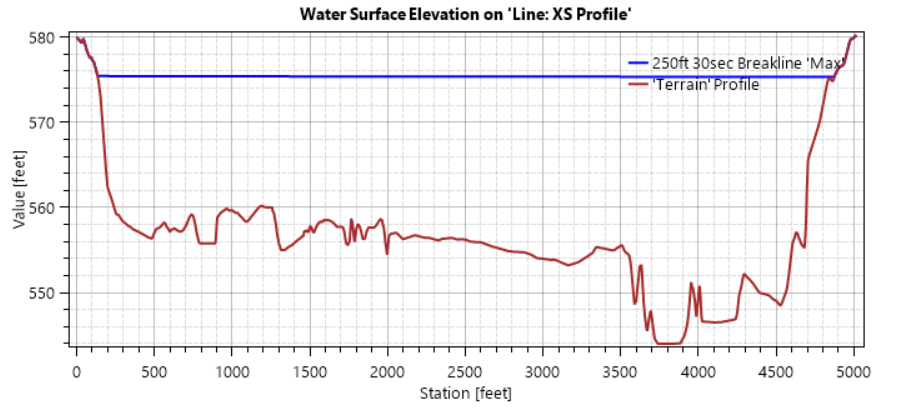 Water Surface Elevation on 'Line: XS Profile'
580
570
560
550
Value [feet]
250ft 30sec Breakline 'Max'
'Terrain' Profile
0 500 1000 1500 2000 2500 3000 3500 4000 4500 5000
Station [feet]